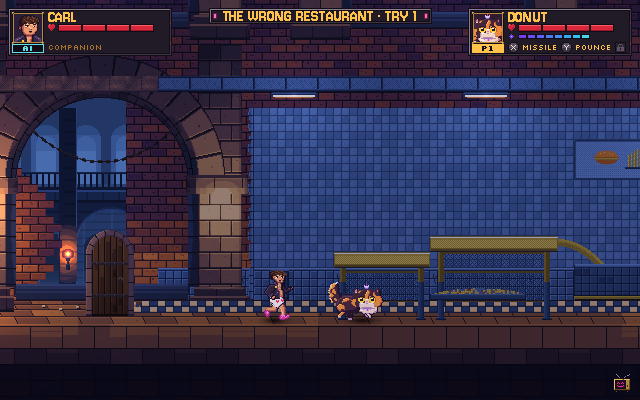 CARL
AI
COMPANION
THE WRONG RESTAURANT · TRY 1
DONUT
P1
X MISSILE Y POUNCE